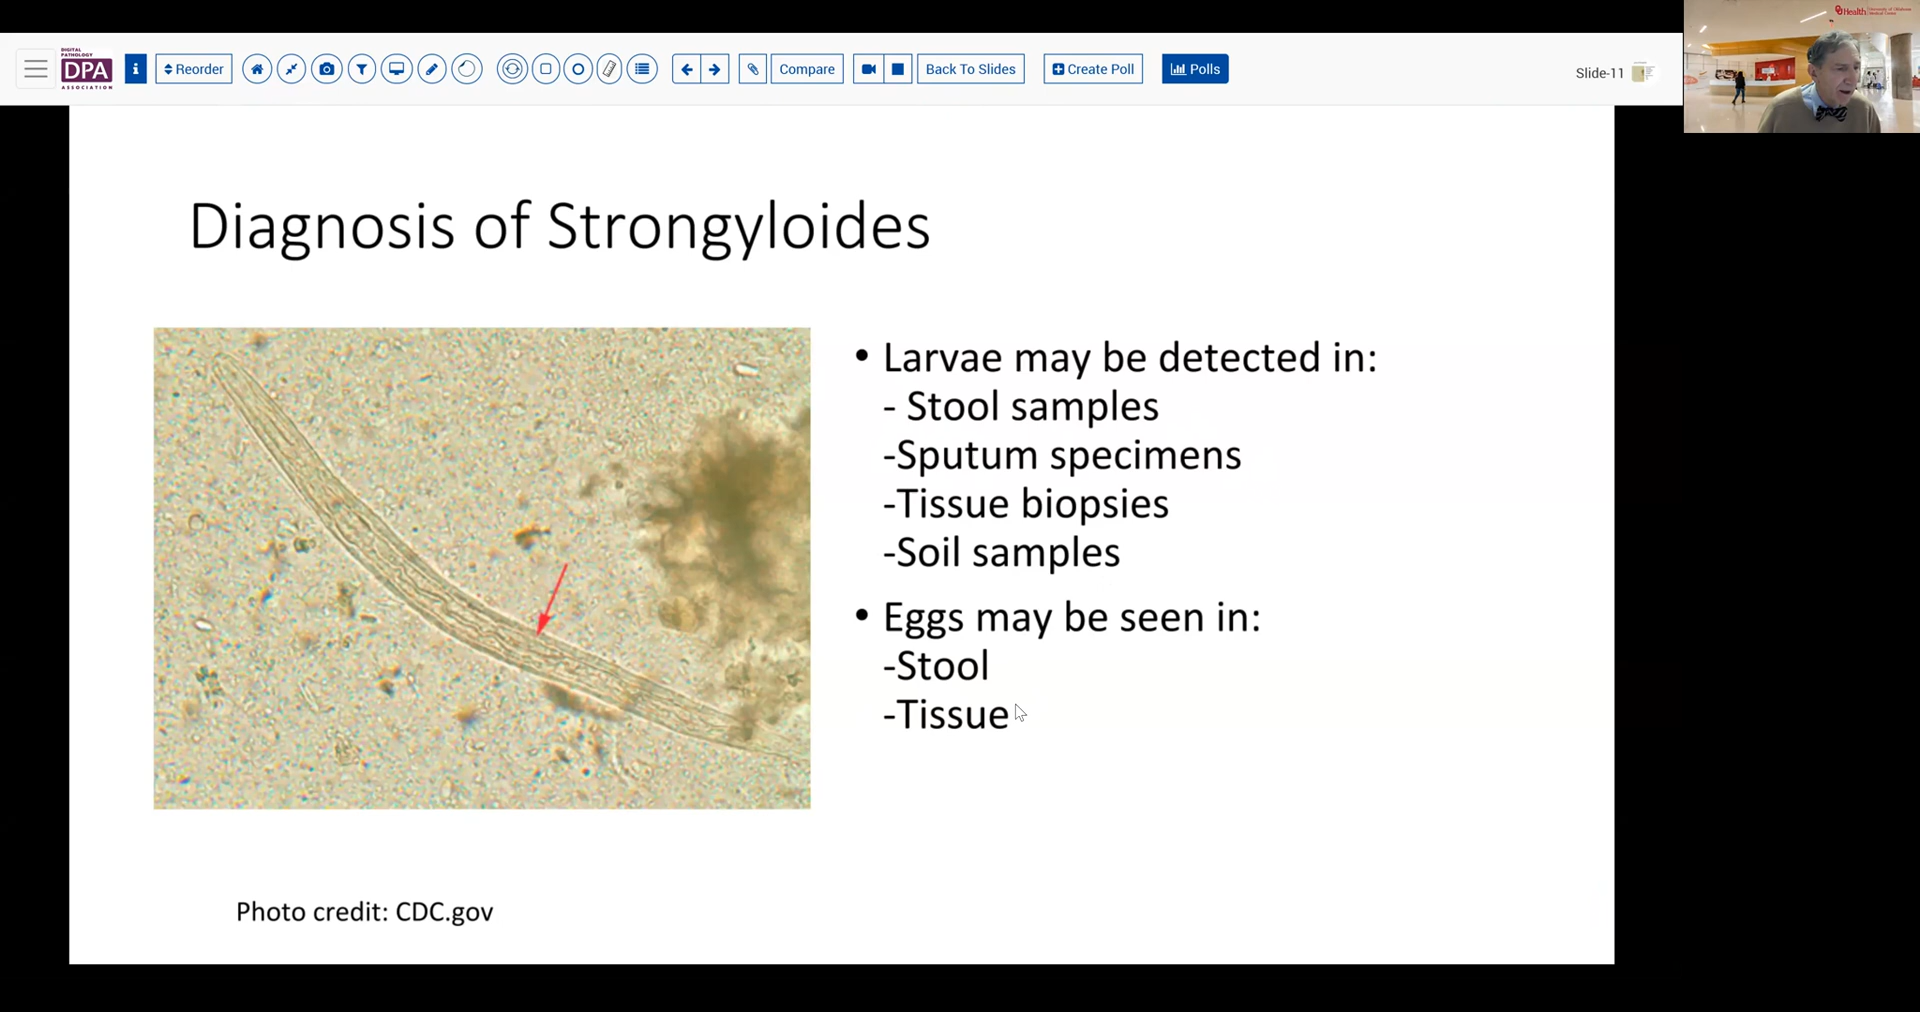 DIGITAL
PATHOLOGY
DPA
ASSOCIATION
i
Reorder
Compare
Back To Slides
Create Poll
Polls
Slide-11
OU Health
Diagnosis of Strongyloides
• Larvae may be detected in:
- Stool samples
-Sputum specimens
-Tissue biopsies
-Soil samples
• Eggs may be seen in:
-Stool
-Tissue
Photo credit: CDC.gov